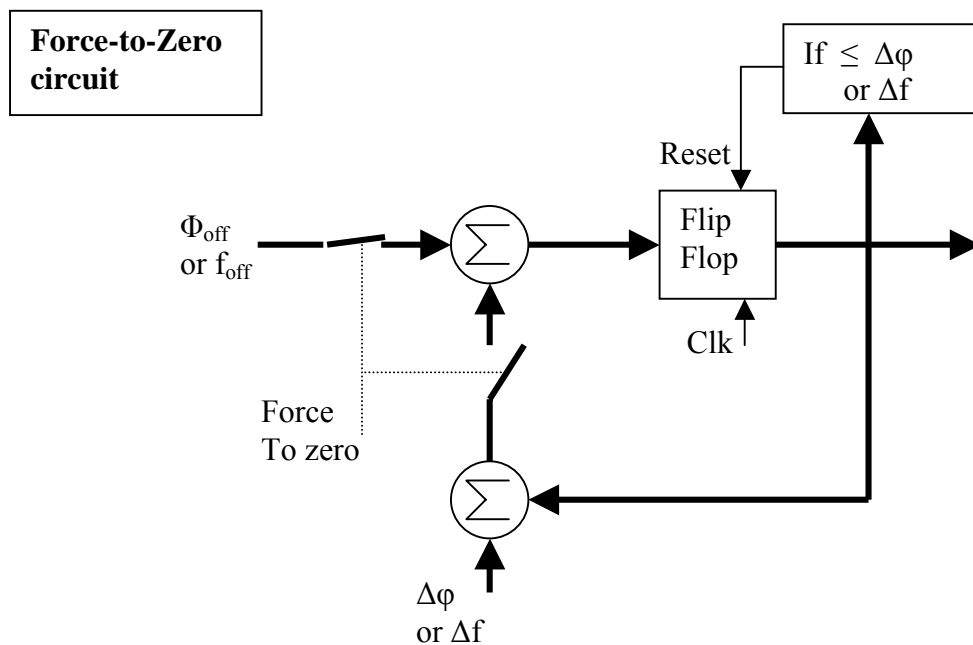 Force-to-Zero
circuit
If ≤ Δφ
or Δf
Reset
Φoff
or foff
Σ
Flip
Flop
Clk
Force
To zero
Σ
Δφ
or Δf